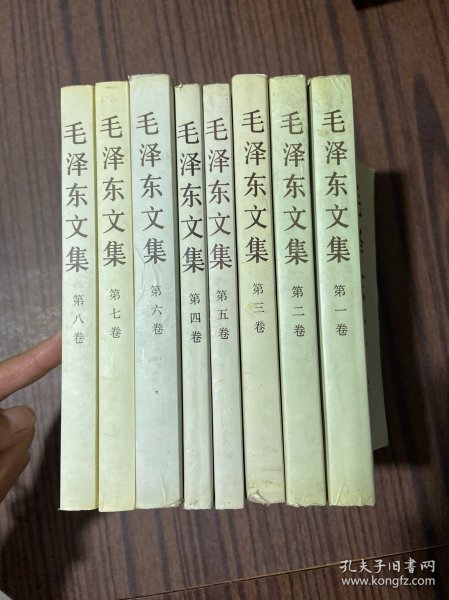 毛泽东文集 第八卷
毛泽东文集 第七卷
毛泽东文集 第六卷
毛泽东文集 第四卷
毛泽东文集 第五卷
毛泽东文集 第三卷
毛泽东文集 第二卷
毛泽东文集 第一卷
孔夫子旧书网
www.kongfz.com